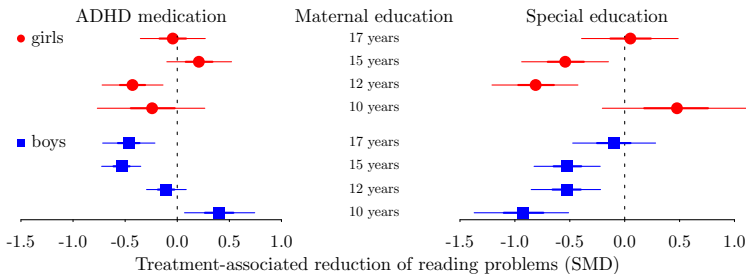 ADHD medication Maternal education Special education
girls 17 years
15 years
12 years
10 years
boys 17 years
15 years
12 years
10 years
-1.5 -1.0 -0.5 0.0 0.5 1.0 -1.5 -1.0 -0.5 0.0 0.5 1.0
Treatment-associated reduction of reading problems (SMD)